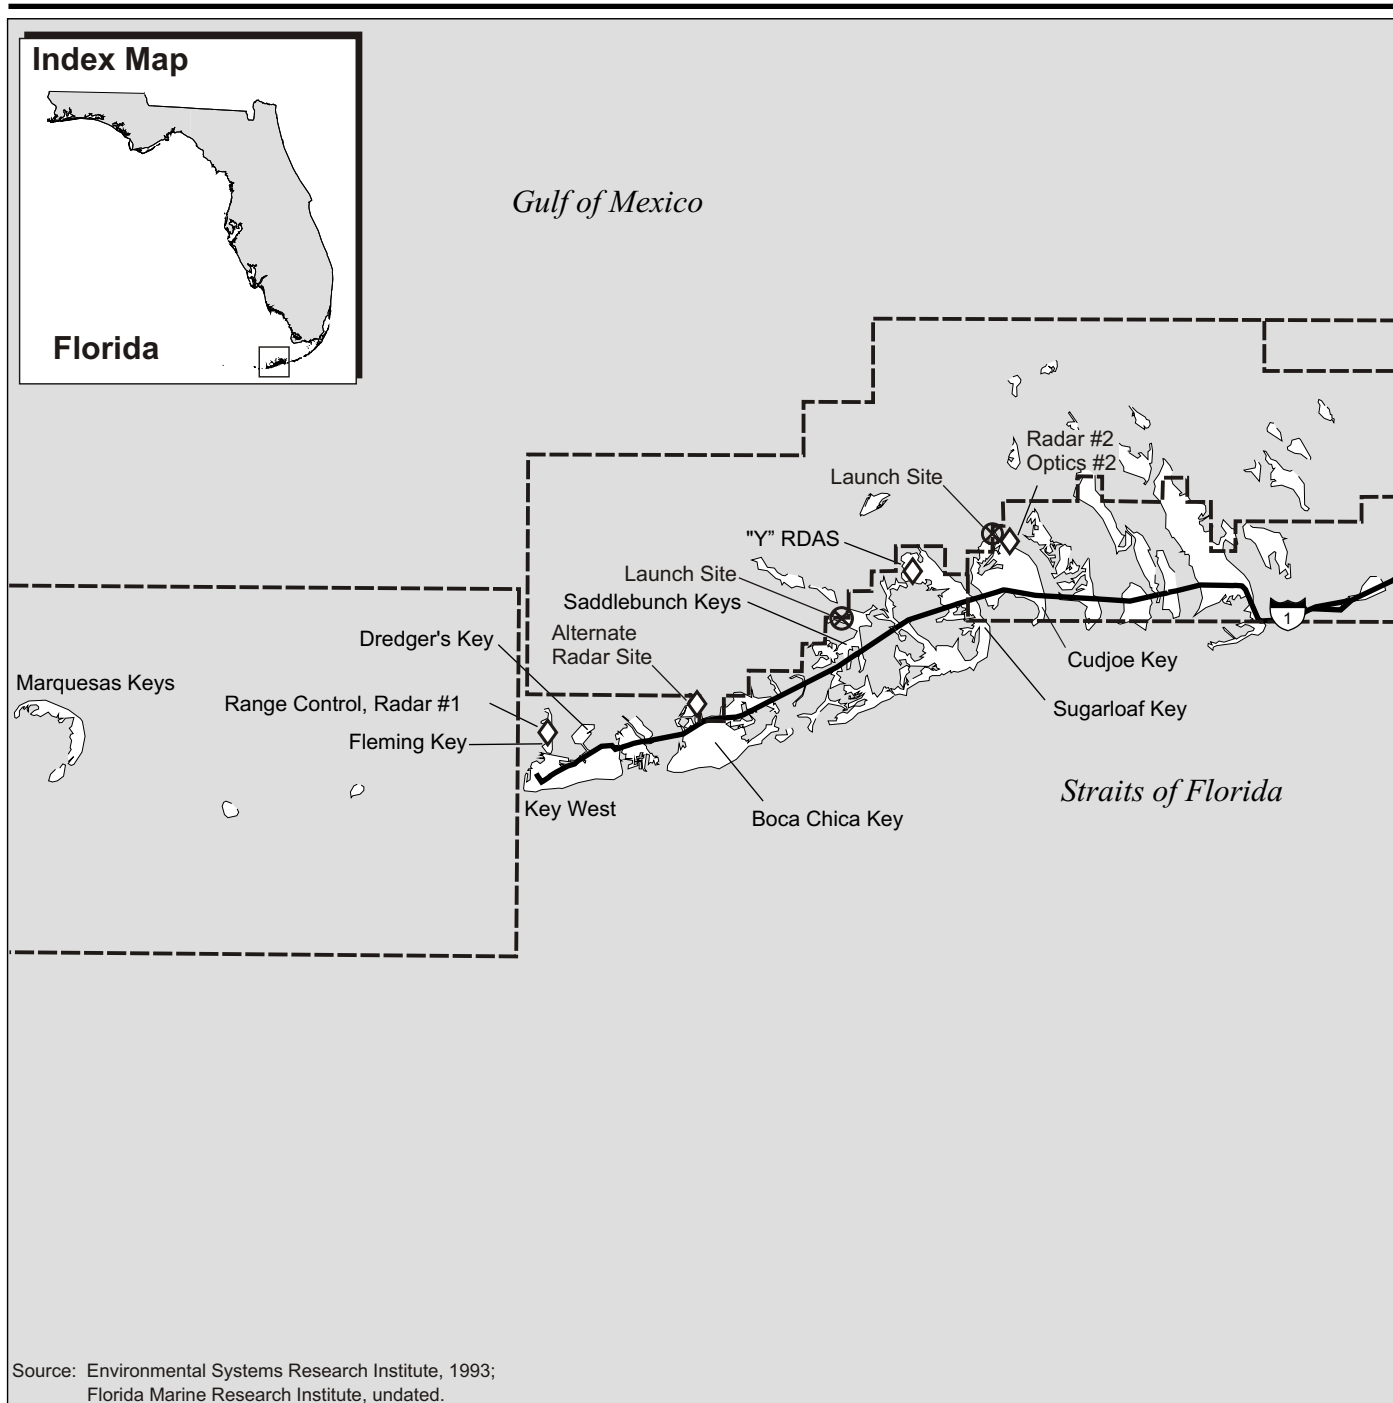 Index Map
Florida
Gulf of Mexico
Radar #2
Optics #2
Launch Site
"Y” RDAS
Launch Site
Saddlebunch Keys
Dredger's Key
Alternate
Radar Site
1
Cudjoe Key
Marquesas Keys
Range Control, Radar #1
Sugarloaf Key
Fleming Key
Straits of Florida
Key West
Boca Chica Key
Source: Environmental Systems Research Institute, 1993;
Florida Marine Research Institute, undated.